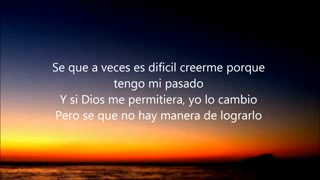 Se que a veces es dificil creerme porque
tengo mi pasado
Y si Dios me permitiera, yo lo cambio
Pero se que no hay manera de lograrlo